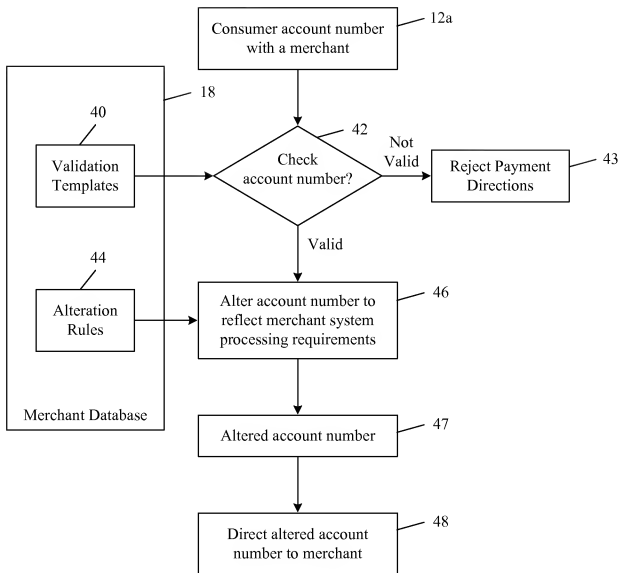 Consumer account number
with a merchant
12a
18
40
Validation
Templates
42
Check
account number?
Not
Valid
Reject Payment
Directions
43
Valid
44
Alteration
Rules
Alter account number to
reflect merchant system
processing requirements
46
Merchant Database
Altered account number
47
Direct altered account
number to merchant
48